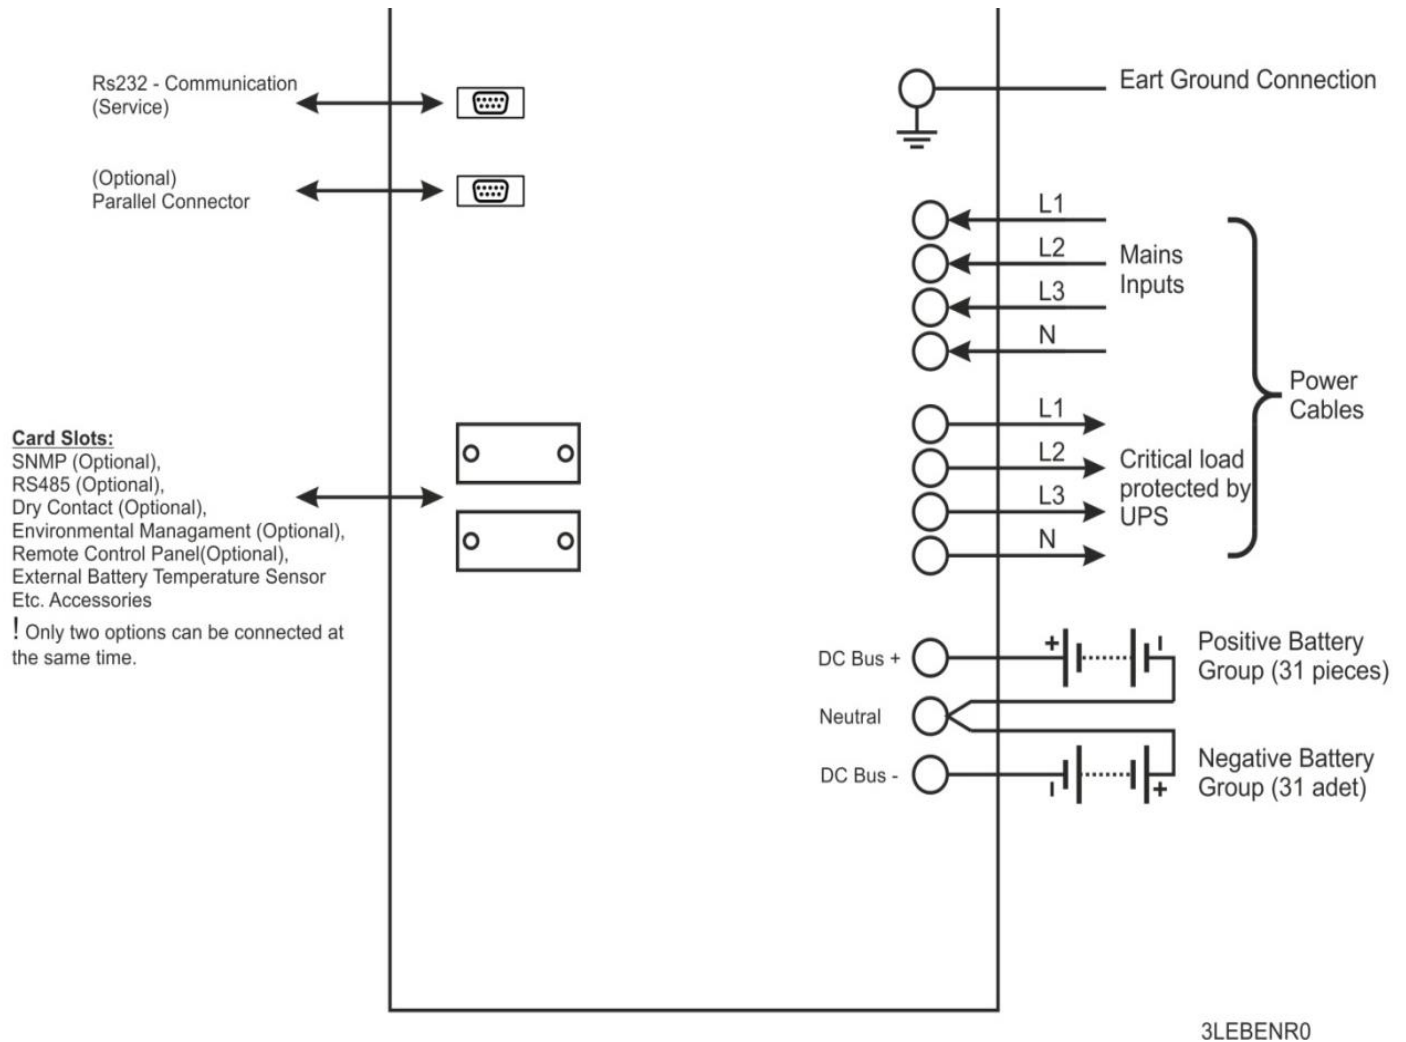 Rs232 - Communication
(Service)
(Optional)
Parallel Connector
Card Slots:
SNMP (Optional),
RS485 (Optional),
Dry Contact (Optional),
Environmental Managament (Optional),
Remote Control Panel(Optional),
External Battery Temperature Sensor
Etc. Accessories
! Only two options can be connected at
the same time.
Eart Ground Connection
L1
L2
L3
N
Mains
Inputs
L1
L2
L3
N
Critical load
protected by
UPS
Power
Cables
DC Bus +
Neutral
DC Bus -
+
-
Positive Battery
Group (31 pieces)
-
+
Negative Battery
Group (31 adet)
3LEBENR0